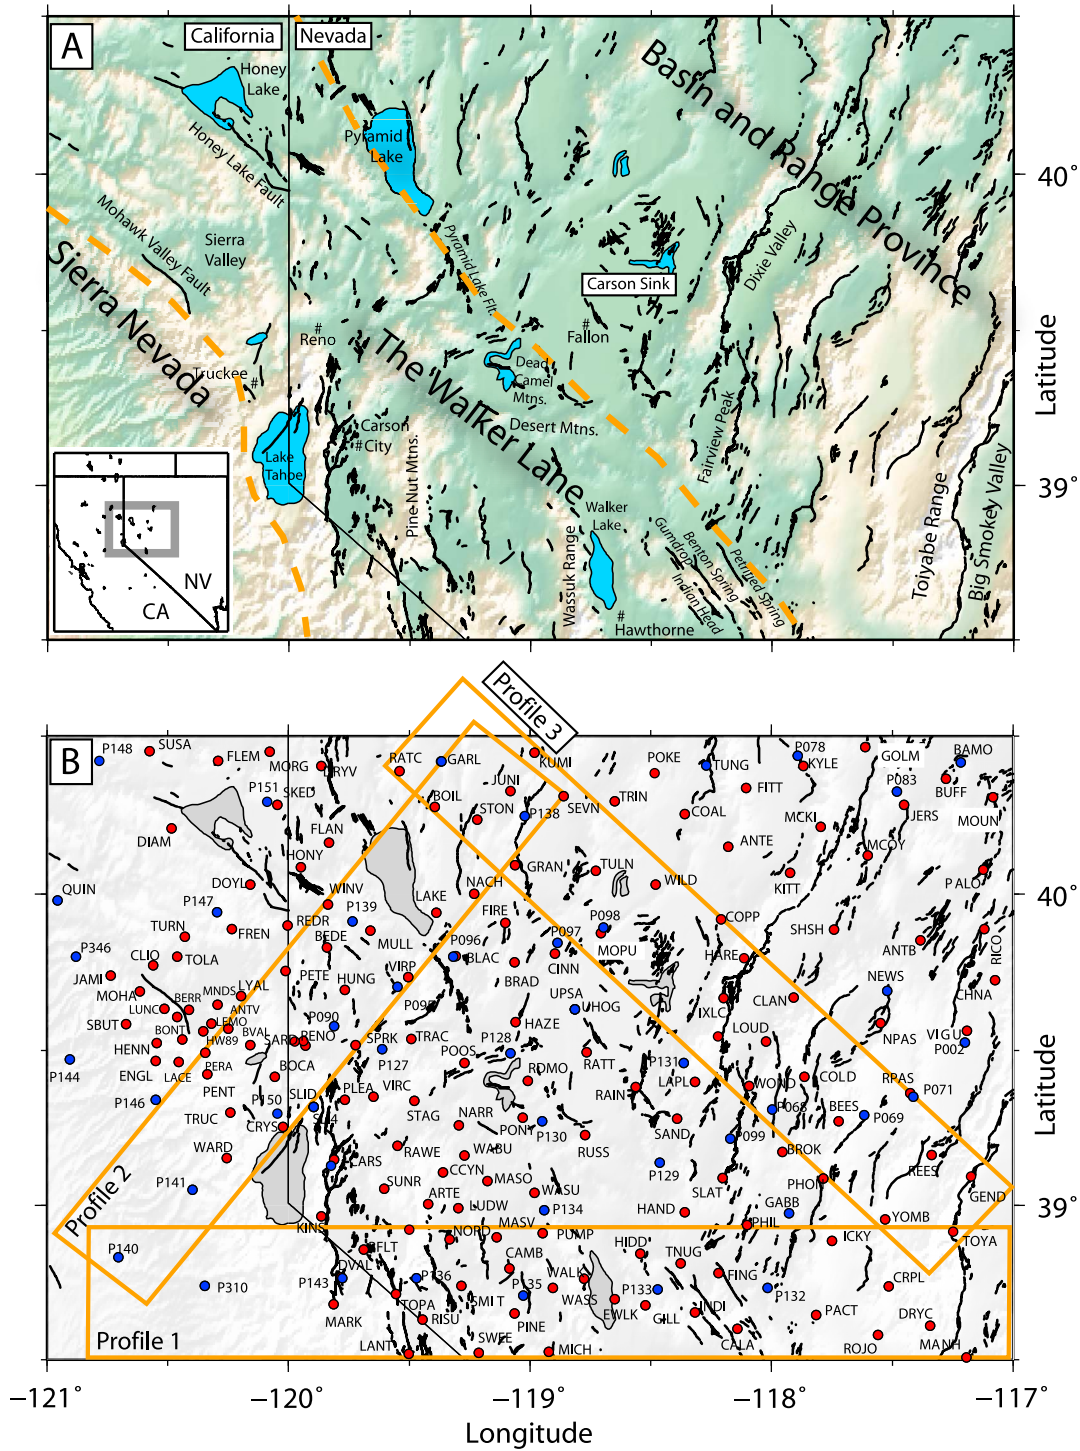 A
California
Nevada
Honey
Lake
Basin and Range Province
Pyramid
Lake
Honey Lake Fault
40°
Mohawk Valley Fault
Sierra
Valley
Sierra Nevada
Pyramid Lake Flt.
Dixie Valley
Carson Sink
#
Reno
#
Fallon
The Walker Lane
Truckee
#
Dead
Camel
Mtns.
Latitude
Desert Mtns.
Fairview Peak
Carson
#City
Lake
Tahoe
Pine Nut Mtns.
39°
Walker
Lake
Wassuk Range
Gumdrop
Benton Spring
Petrified Spring
Indian Head
Toiyabe Range
Big Smokey Valley
NV
CA
#
Hawthorne
Profile 3
B
P148
SUSA
FLEM
MORG
DRYV
RATC
GARL
KUMI
POKE
TUNG
P078
KYLE
GOLM
BAMO
P151
SKED
JUNI
BOIL
STON
P138
SEVN
TRIN
COAL
FITT
P083
BUFF
JERS
MOUN
DIAM
FLAN
HONY
MCKI
ANTE
MCOY
GRAN
TULN
WILD
KITT
PALO
QUIN
DOYL
WINV
NACH
LAKE
40°
P147
P139
REDR
FIRE
P098
COPP
TURN
FREN
BEDE
MULL
P097
MOPU
SHSH
ANTB
RICO
P346
CLIO
TOLA
P096
BLAC
CINN
HARE
JAMI
PETE
VIRP
BRAD
NEWS
CHNA
MOHA
MNDS
LYAL
HUNG
P095
UPSA
HOG
IXLC
CLAN
LUNC
BERR
ANTV
SBUT
BONT
LEMO
P090
HAZE
LOUD
NPAS
VIGU
HENN
HW89
BVAL
SAR
RENO
SPRK
TRAC
P128
P002
P144
ENGL
LACE
PERA
BOCA
P127
POOS
RATT
P131
PENT
RDMO
LAPL
WOND
COLD
RPAS
P071
P146
P150
SLID
PLEA
VIRC
RAIN
TRUC
STAG
P068
BEES
P069
Latitude
CRYS
NARR
PONY
P130
SAND
P099
WARD
RAWE
WABU
RUSS
BROK
CARS
CCYN
P129
REES
P141
SUNR
MASO
SLAT
PHON
Profile 2
ARTE
WASU
GABB
GEND
LUDW
P134
HAND
39°
KINS
MASV
PHIL
YOMB
NORD
PUMP
ICKY
TOYA
P140
HIDD
TNUG
DVAL
CAMB
WALK
FING
P310
P143
P136
P135
P133
P132
CRPL
TOPA
SMIT
WASS
MARK
RISU
PINE
EWLK
GILL
INDI
PACT
DRYC
Profile 1
LANT
SWEE
MICH
CALA
ROJO
MANH
−121°
−120°
−119°
−118°
−117°
Longitude